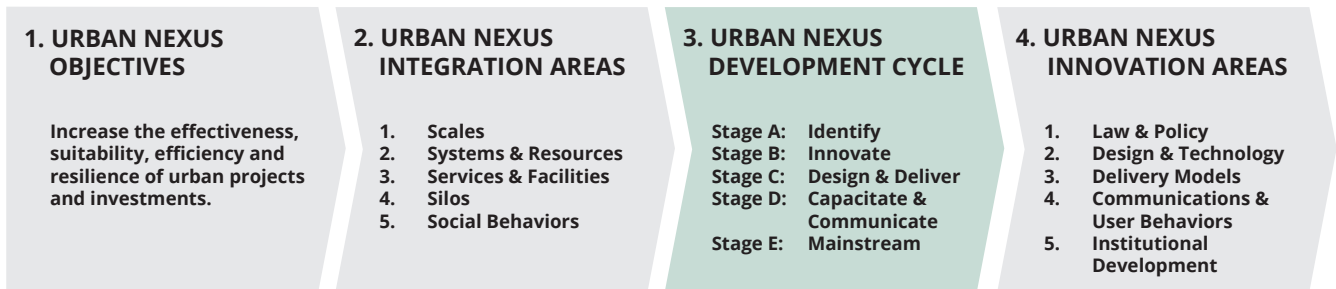 1. URBAN NEXUS
OBJECTIVES
Increase the effectiveness,
suitability, efficiency and
resilience of urban projects
and investments.
2. URBAN NEXUS
INTEGRATION AREAS
1. Scales
2. Systems & Resources
3. Services & Facilities
4. Silos
5. Social Behaviors
3. URBAN NEXUS
DEVELOPMENT CYCLE
Stage A: Identify
Stage B: Innovate
Stage C: Design & Deliver
Stage D: Capacitate &
Communicate
Stage E: Mainstream
4. URBAN NEXUS
INNOVATION AREAS
1. Law & Policy
2. Design & Technology
3. Delivery Models
4. Communications &
User Behaviors
5. Institutional
Development